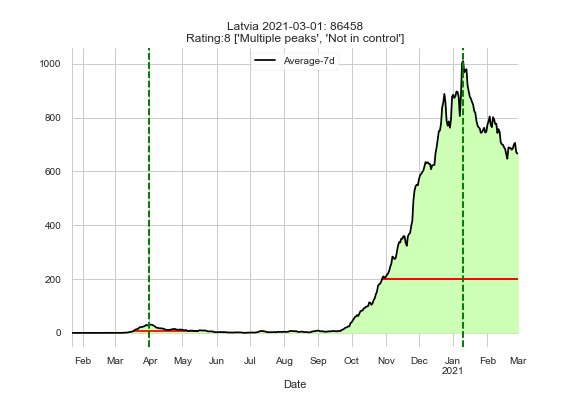 Latvia 2021-03-01: 86458
Rating:8 ['Multiple peaks', 'Not in control']
Average-7d
1000
800
600
400
200
0
Feb Mar Apr May Jun Jul Aug Sep Oct Nov Dec Jan Feb Mar
2021
Date